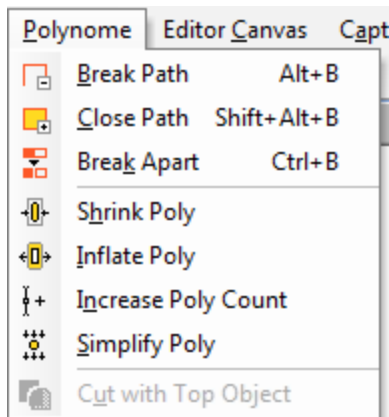 Polynome Editor Canvas Capt
Break Path Alt+B
Close Path Shift+Alt+B
Break Apart Ctrl+B
Shrink Poly
Inflate Poly
Increase Poly Count
Simplify Poly
Cut with Top Object